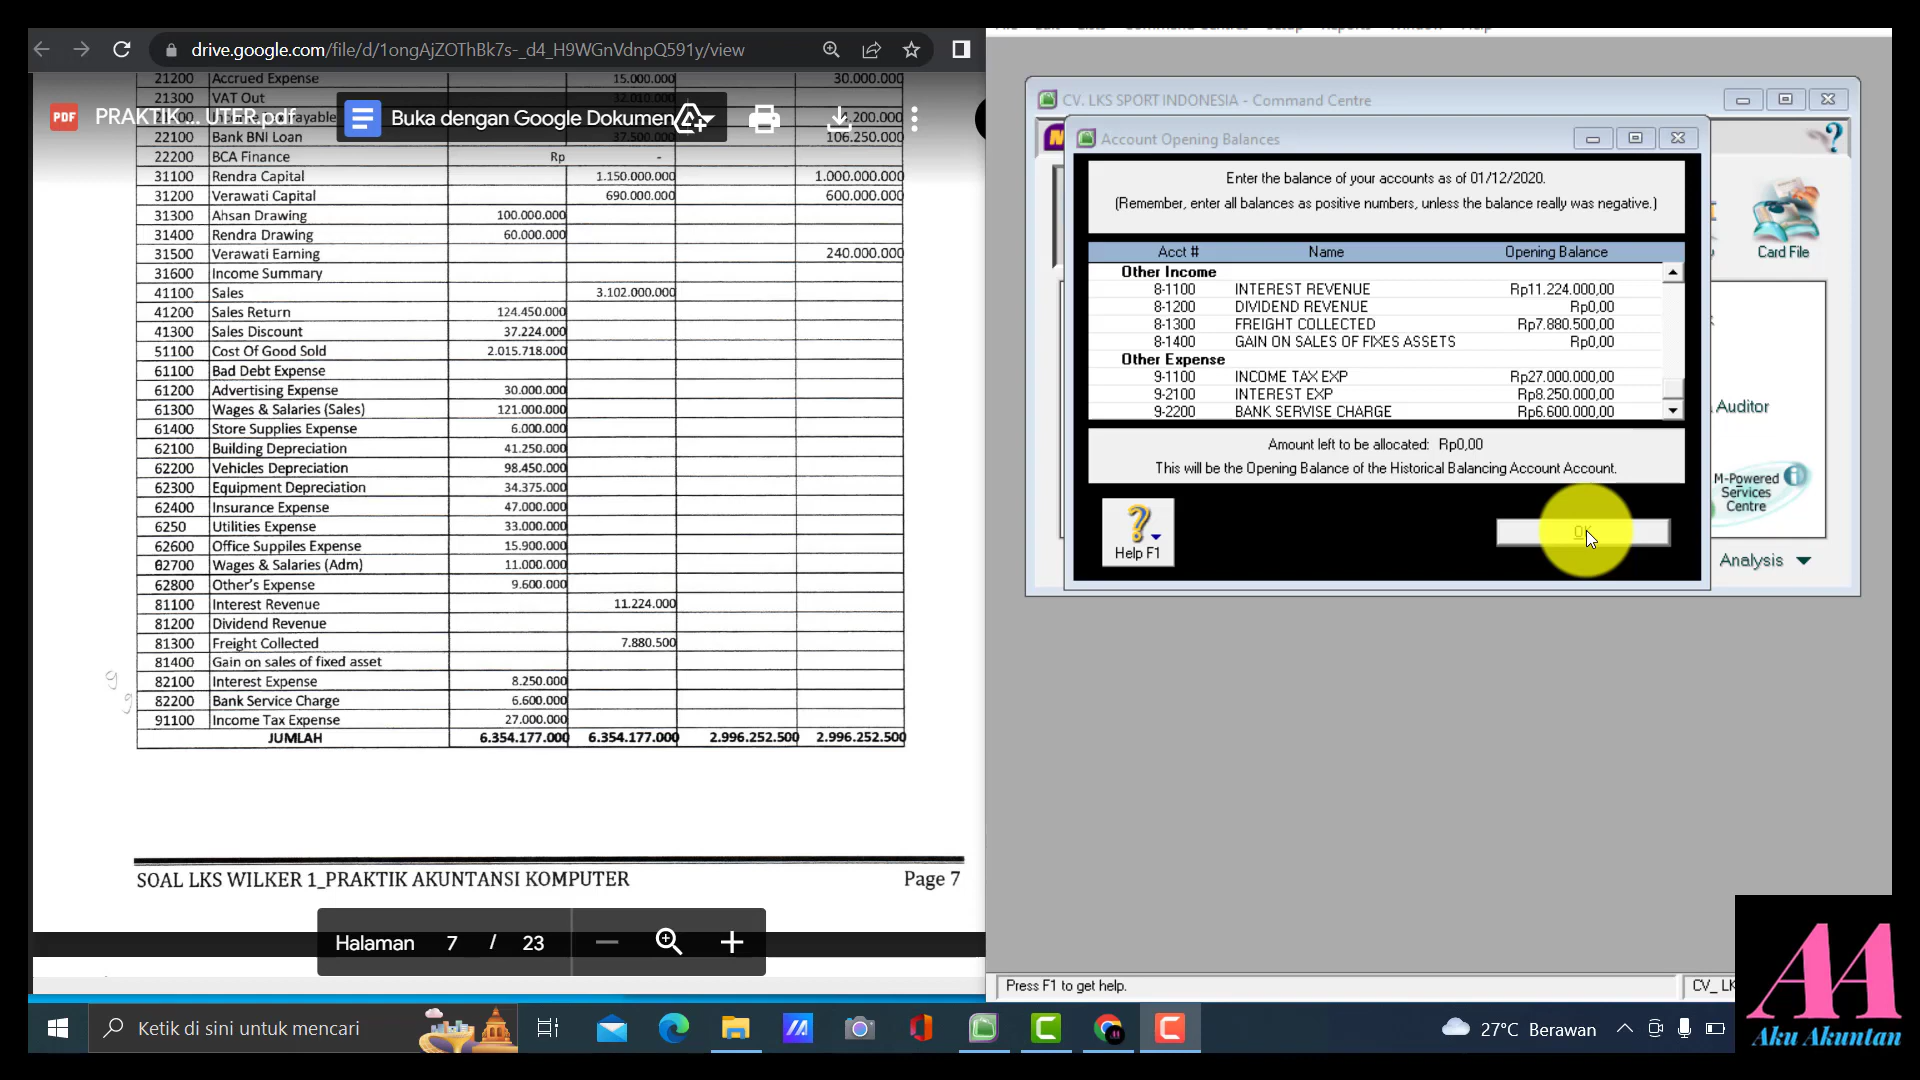 drive.google.com/file/d/1ongAjZOThBk7s-_d4_H9WGnVdnpQ591y/view
21200 Accrued Expense 15.000.000 30.000.000
21300 VAT Out
PDF PRAKTIK ... UTER.pdf
Buka dengan Google Dokumen
22100 Bank BNI Loan 37.500.000 106.250.000
22200 BCA Finance Rp -
31100 Rendra Capital 1.150.000.000 1.000.000.000
31200 Verawati Capital 690.000.000 600.000.000
31300 Ahsan Drawing 100.000.000
31400 Rendra Drawing 60.000.000
31500 Verawati Earning 240.000.000
31600 Income Summary
41100 Sales 3.102.000.000
41200 Sales Return 124.450.000
41300 Sales Discount 37.224.000
51100 Cost Of Good Sold 2.015.718.000
61100 Bad Debt Expense
61200 Advertising Expense 30.000.000
61300 Wages & Salaries (Sales) 121.000.000
61400 Store Supplies Expense 6.000.000
62100 Building Depreciation 41.250.000
62200 Vehicles Depreciation 98.450.000
62300 Equipment Depreciation 34.375.000
62400 Insurance Expense 47.000.000
6250 Utilities Expense 33.000.000
62600 Office Suppiles Expense 15.900.000
62700 Wages & Salaries (Adm) 11.000.000
62800 Other's Expense 9.600.000
81100 Interest Revenue 11.224.000
81200 Dividend Revenue
81300 Freight Collected 7.880.500
81400 Gain on sales of fixed asset
82100 Interest Expense 8.250.000
82200 Bank Service Charge 6.600.000
91100 Income Tax Expense 27.000.000
JUMLAH 6.354.177.000 6.354.177.000 2.996.252.500 2.996.252.500
SOAL LKS WILKER 1_PRAKTIK AKUNTANSI KOMPUTER Page 7
Halaman 7 / 23
CV. LKS SPORT INDONESIA - Command Centre
Account Opening Balances
Enter the balance of your accounts as of 01/12/2020.
(Remember, enter all balances as positive numbers, unless the balance really was negative.)
Acct # Name Opening Balance
Other Income
8-1100 INTEREST REVENUE Rp11.224.000,00
8-1200 DIVIDEND REVENUE Rp0,00
8-1300 FREIGHT COLLECTED Rp7.880.500,00
8-1400 GAIN ON SALES OF FIXES ASSETS Rp0,00
Other Expense
9-1100 INCOME TAX EXP Rp27.000.000,00
9-2100 INTEREST EXP Rp8.250.000,00
9-2200 BANK SERVISE CHARGE Rp6.600.000,00
Amount left to be allocated: Rp0,00
This will be the Opening Balance of the Historical Balancing Account Account.
Help F1
OK
Card File
Auditor
M-Powered
Services
Centre
Analysis
Press F1 to get help.
CV_ LK
Ketik di sini untuk mencari
27°C Berawan
AA
Aku Akuntan